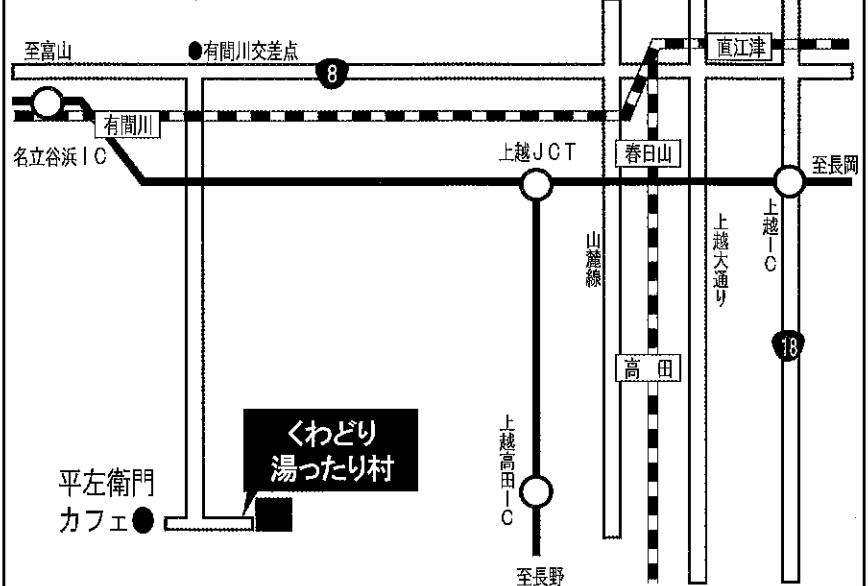 至富山
●有間川交差点
直江津
8
有間川
名立谷浜IC
上越JCT
春日山
至長岡
山麓線
上越大通り
上越IC
18
高田
くわどり
湯ったり村
上越高田IC
平左衛門
カフェ●
至長野